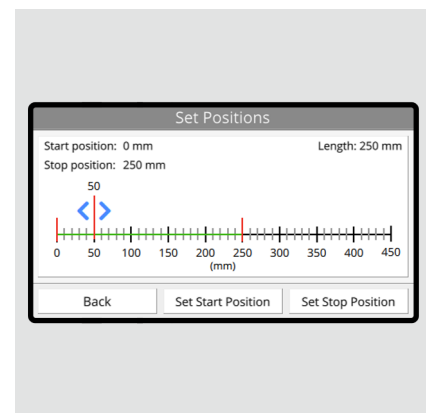 Set Positions
Start position: 0 mm
Length: 250 mm
Stop position: 250 mm
50
0 50 100 150 200 250 300 350 400 450
(mm)
Back
Set Start Position
Set Stop Position